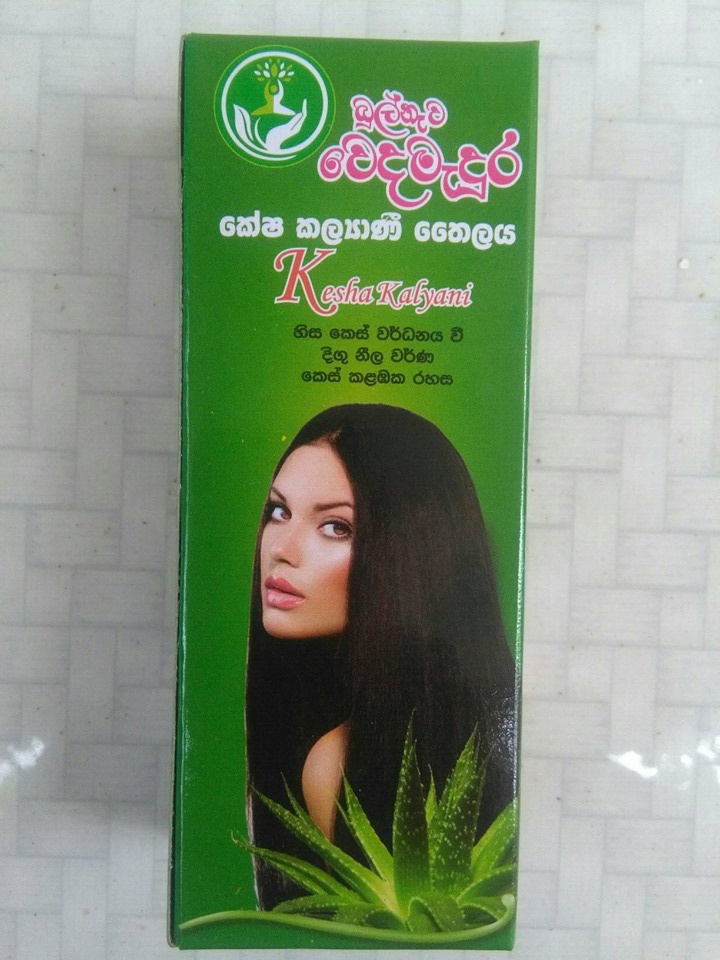 බුල්නෑව
වෙදමැදුර
කේෂ කල්‍යාණී තෛලය
Kesha Kalyani
හිස කෙස් වර්ධනය වී
දිගු නීල වර්ණ
කෙස් කළඹක රහස